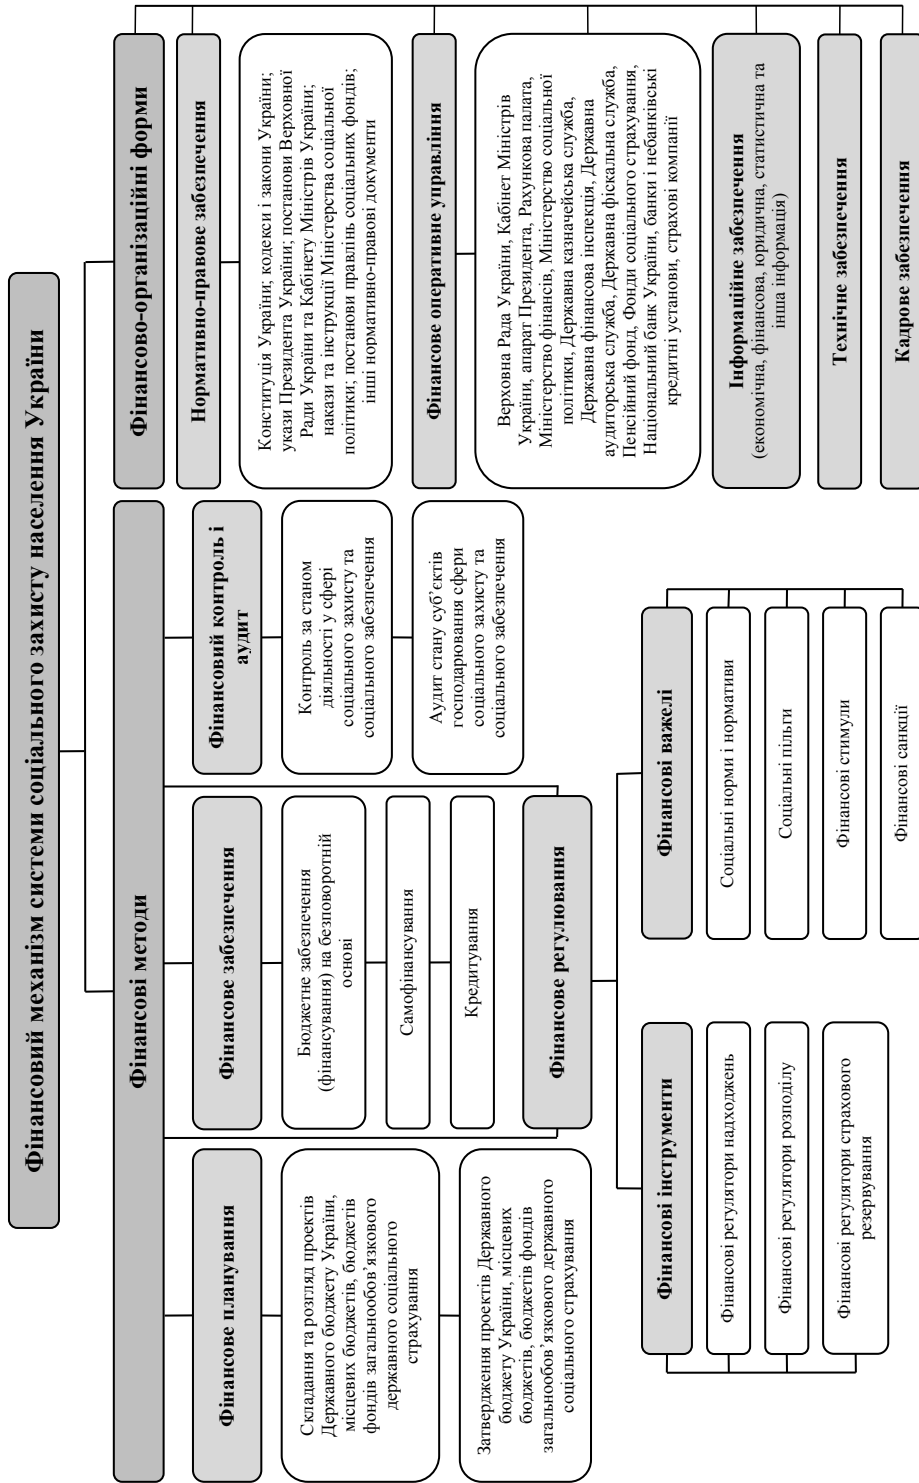 Фінансовий механізм системи соціального захисту населення України
Фінансові методи
Фінансове планування
Складання та розгляд проектів
Державного бюджету України,
місцевих бюджетів, бюджетів
фондів загальнообов’язкового
державного соціального
страхування
Затвердження проектів Державного
бюджету України, місцевих
бюджетів, бюджетів фондів
загальнообов’язкового державного
соціального страхування
Фінансове забезпечення
Бюджетне забезпечення
(фінансування) на безповоротній
основі
Самофінансування
Кредитування
Фінансовий контроль і
аудит
Контроль за станом
діяльності у сфері
соціального захисту та
соціального забезпечення
Аудит стану суб’єктів
господарювання сфери
соціального захисту та
соціального забезпечення
Фінансове регулювання
Фінансові інструменти
Фінансові регулятори надходжень
Фінансові регулятори розподілу
Фінансові регулятори страхового
резервування
Фінансові важелі
Соціальні норми і нормативи
Соціальні пільги
Фінансові стимули
Фінансові санкції
Фінансово-організаційні форми
Нормативно-правове забезпечення
Конституція України; кодекси і закони України;
укази Президента України; постанови Верховної
Ради України та Кабінету Міністрів України;
накази та інструкції Міністерства соціальної
політики; постанови правлінь соціальних фондів;
інші нормативно-правові документи
Фінансове оперативне управління
Верховна Рада України, Кабінет Міністрів
України, апарат Президента, Рахункова палата,
Міністерство фінансів, Міністерство соціальної
політики, Державна казначейська служба,
Державна фінансова інспекція, Державна
аудиторська служба, Державна фіскальна служба,
Пенсійний фонд, Фонди соціального страхування,
Національний банк України, банки і небанківські
кредитні установи, страхові компанії
Інформаційне забезпечення
(економічна, фінансова, юридична, статистична та
інша інформація)
Технічне забезпечення
Кадрове забезпечення